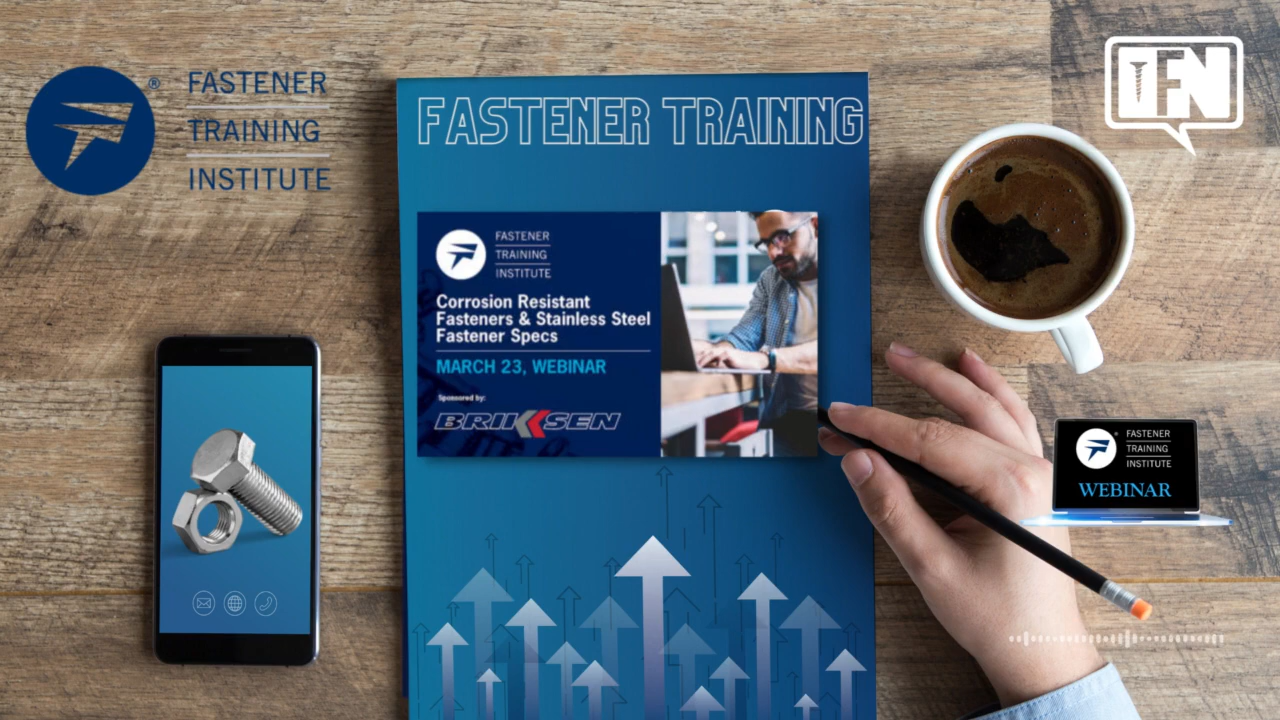 FASTENER
TRAINING
INSTITUTE
®
FASTENER TRAINING
IFN
FASTENER
TRAINING
INSTITUTE
Corrosion Resistant
Fasteners & Stainless Steel
Fastener Specs
MARCH 23, WEBINAR
Sponsored by:
BRIKKSEN
FASTENER
TRAINING
INSTITUTE
WEBINAR